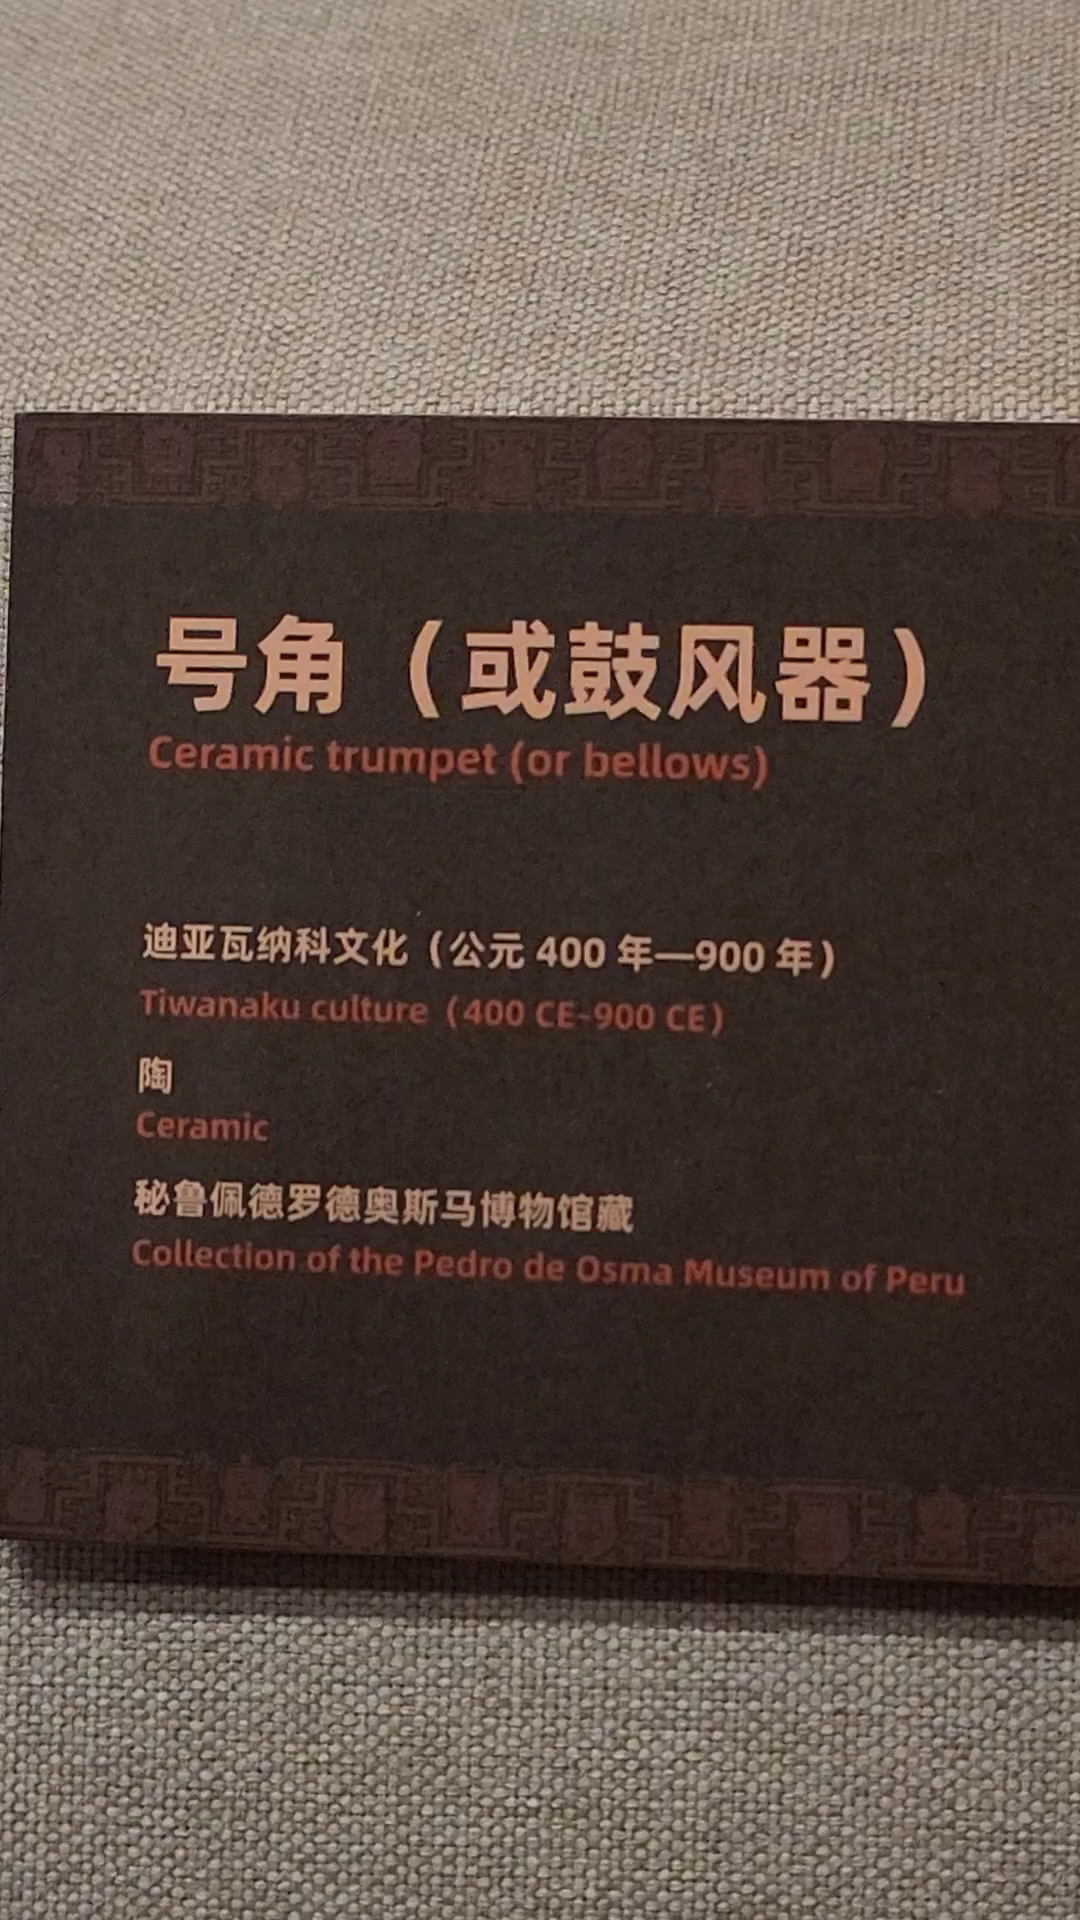 号角（或鼓风器）
Ceramic trumpet (or bellows)
迪亚瓦纳科文化（公元 400 年—900 年）
Tiwanaku culture（400 CE-900 CE）
陶
Ceramic
秘鲁佩德罗德奥斯马博物馆藏
Collection of the Pedro de Osma Museum of Peru